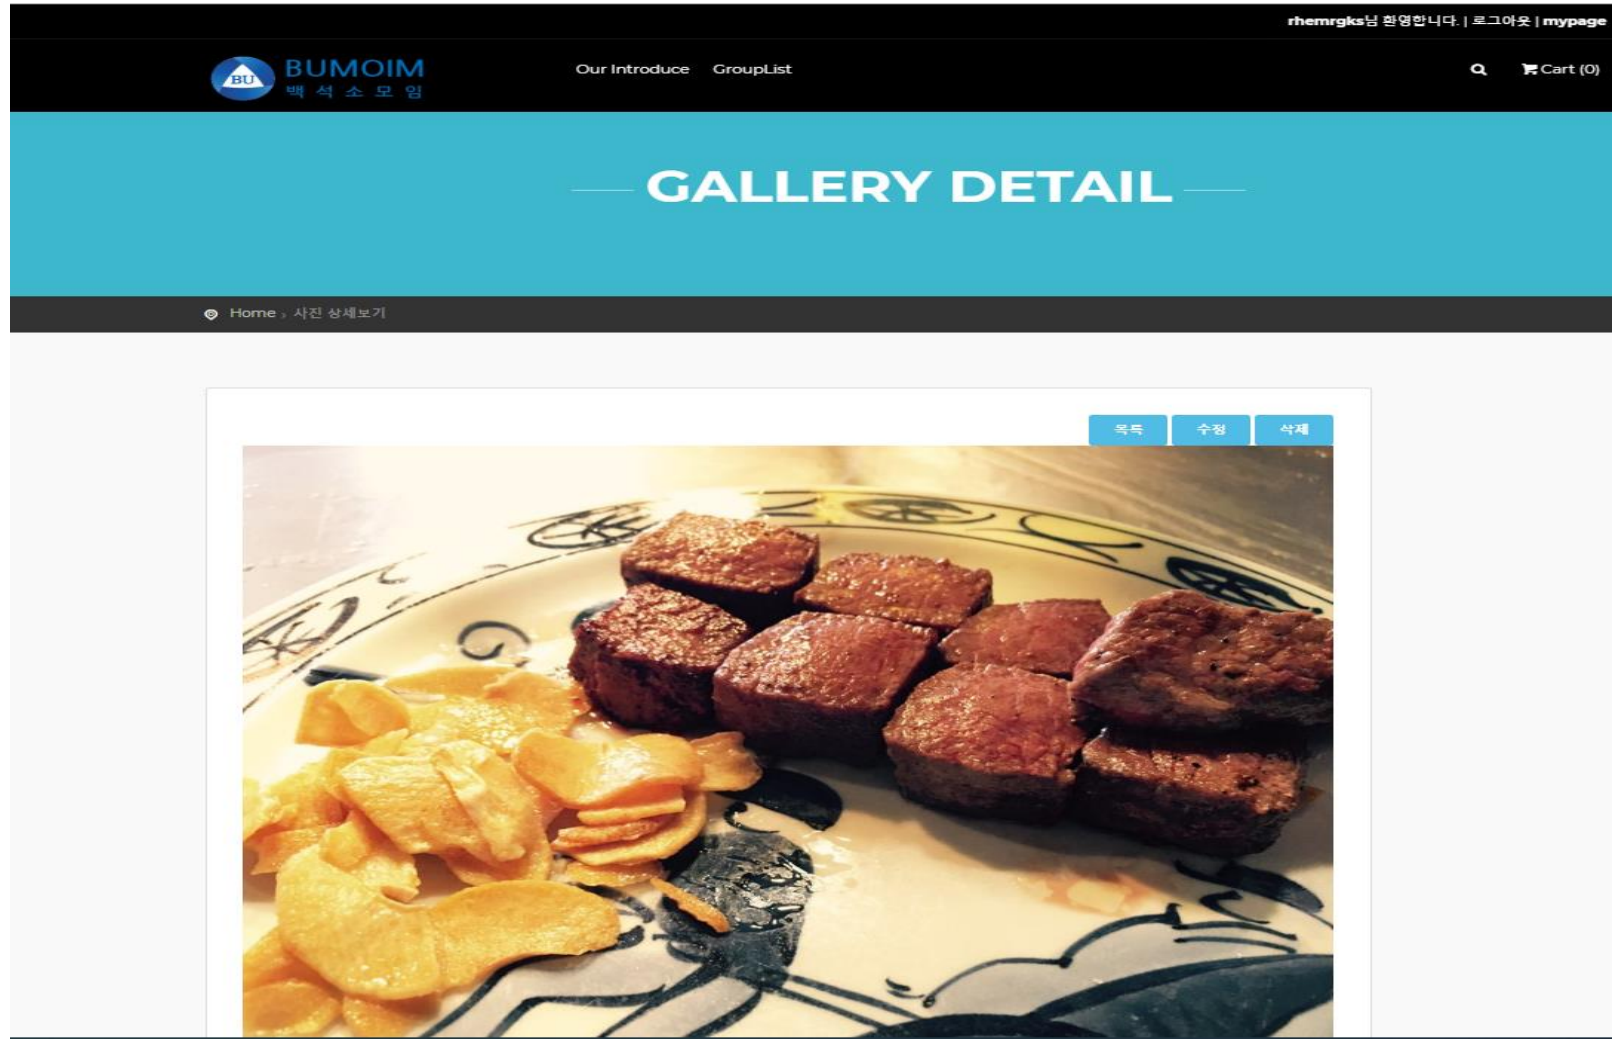 rhemrgks님 환영합니다. | 로그아웃 | mypage
BU
BUMOIM
백석소모임
Our Introduce GroupList
Cart (0)
GALLERY DETAIL
Home › 사진 상세보기
목록 수정 삭제